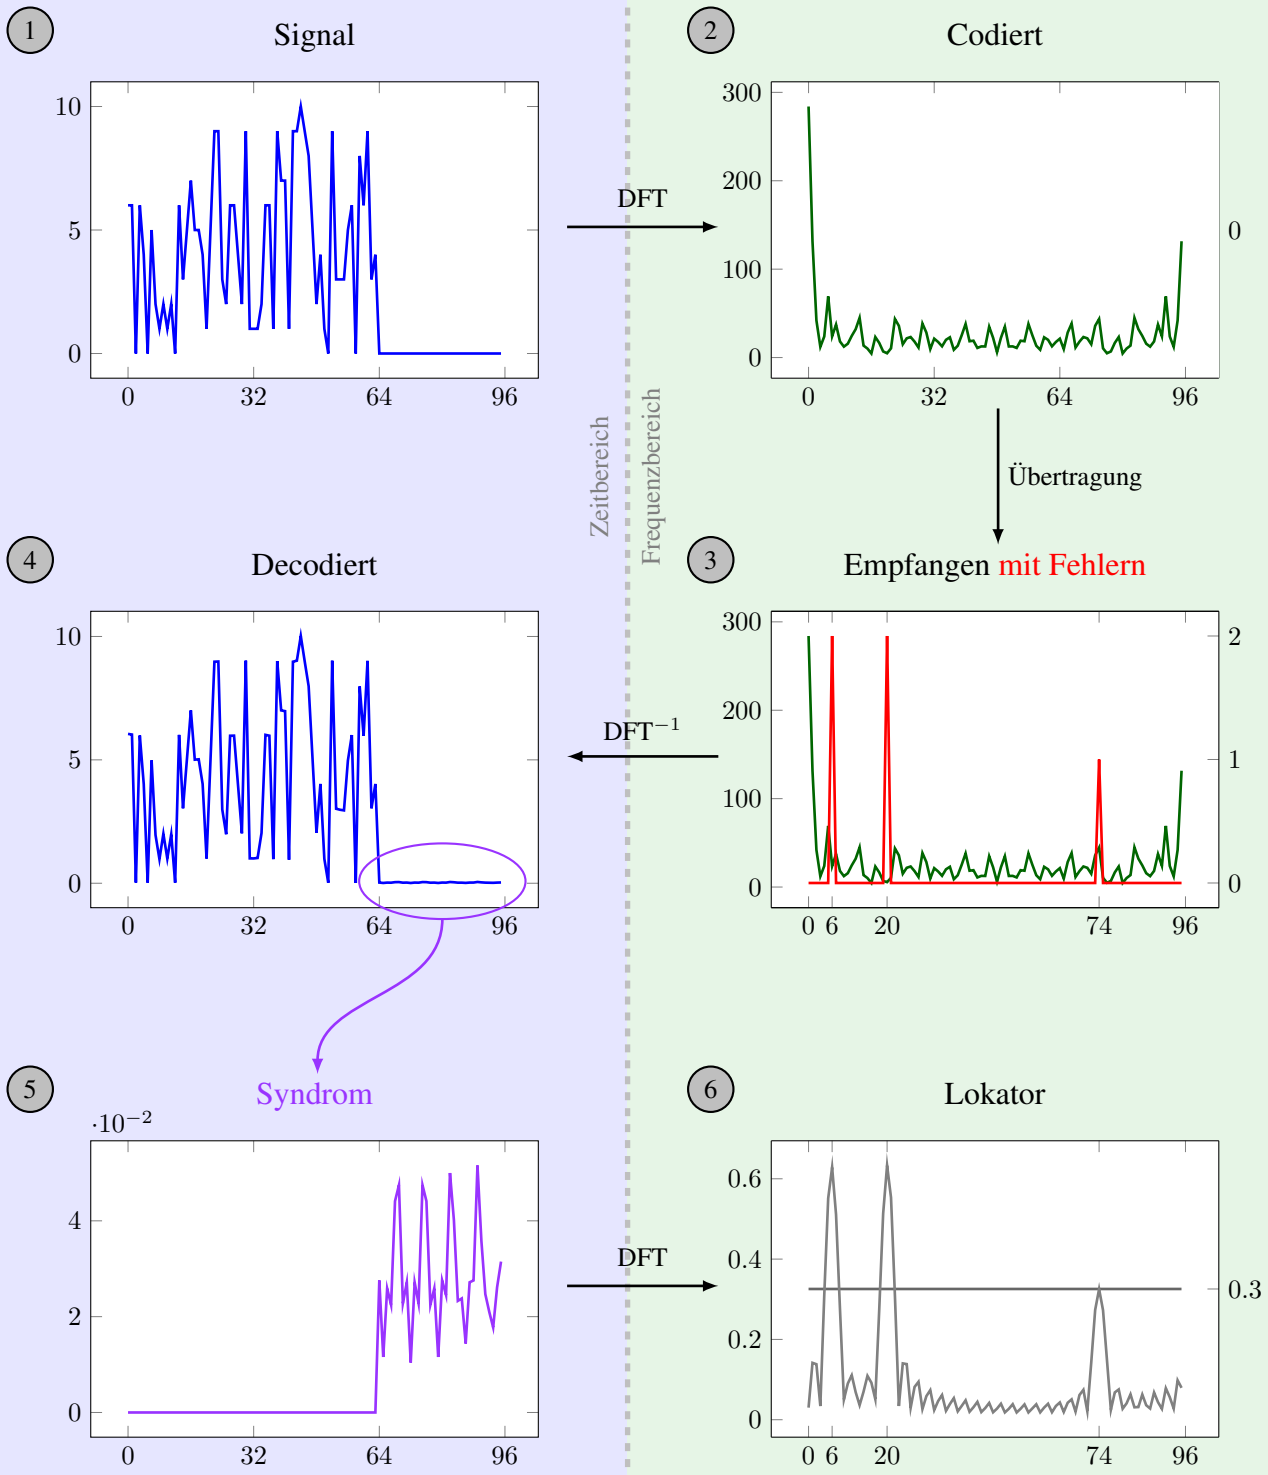 1
Signal
10
5
0
0 32 64 96
DFT
2
Codiert
300
200
100
0
0
0 32 64 96
Zeitbereich
Frequenzbereich
Übertragung
4
Decodiert
10
5
0
0 32 64 96
DFT⁻¹
3
Empfangen mit Fehlern
300
200
100
0
2
1
0
0 6 20 74 96
5
Syndrom
·10⁻²
4
2
0
0 32 64 96
DFT
6
Lokator
0.6
0.4
0.2
0
0.3
0 6 20 74 96